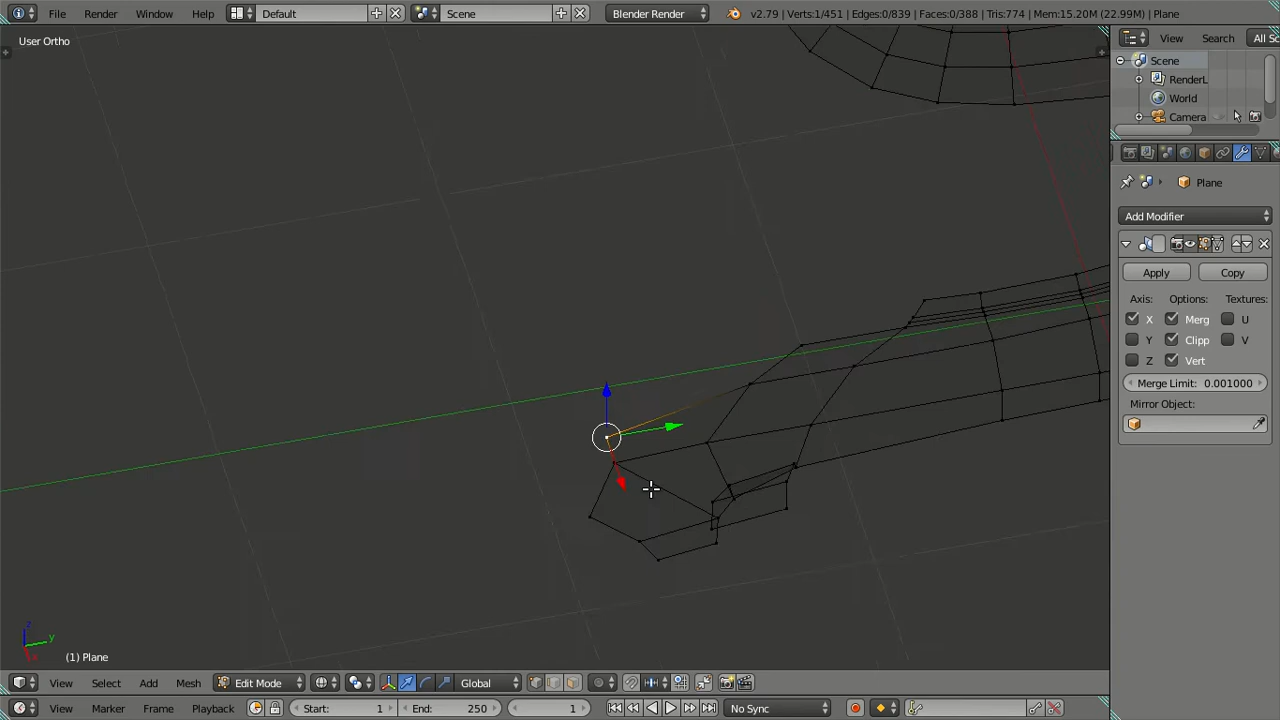 File Render Window Help Default Scene Blender Render v2.79 | Verts:1/451 | Edges:0/839 | Faces:0/388 | Tris:774 | Mem:15.20M (22.99M) | Plane
User Ortho
View Search All Sc
Scene
RenderL
World
Camera
Plane
Add Modifier
Apply Copy
Axis: Options: Textures:
X Merg U
Y Clipp V
Z Vert
Merge Limit: 0.001000
Mirror Object:
z
y
(1) Plane
View Select Add Mesh Edit Mode Global
View Marker Frame Playback Start: 1 End: 250 1 No Sync